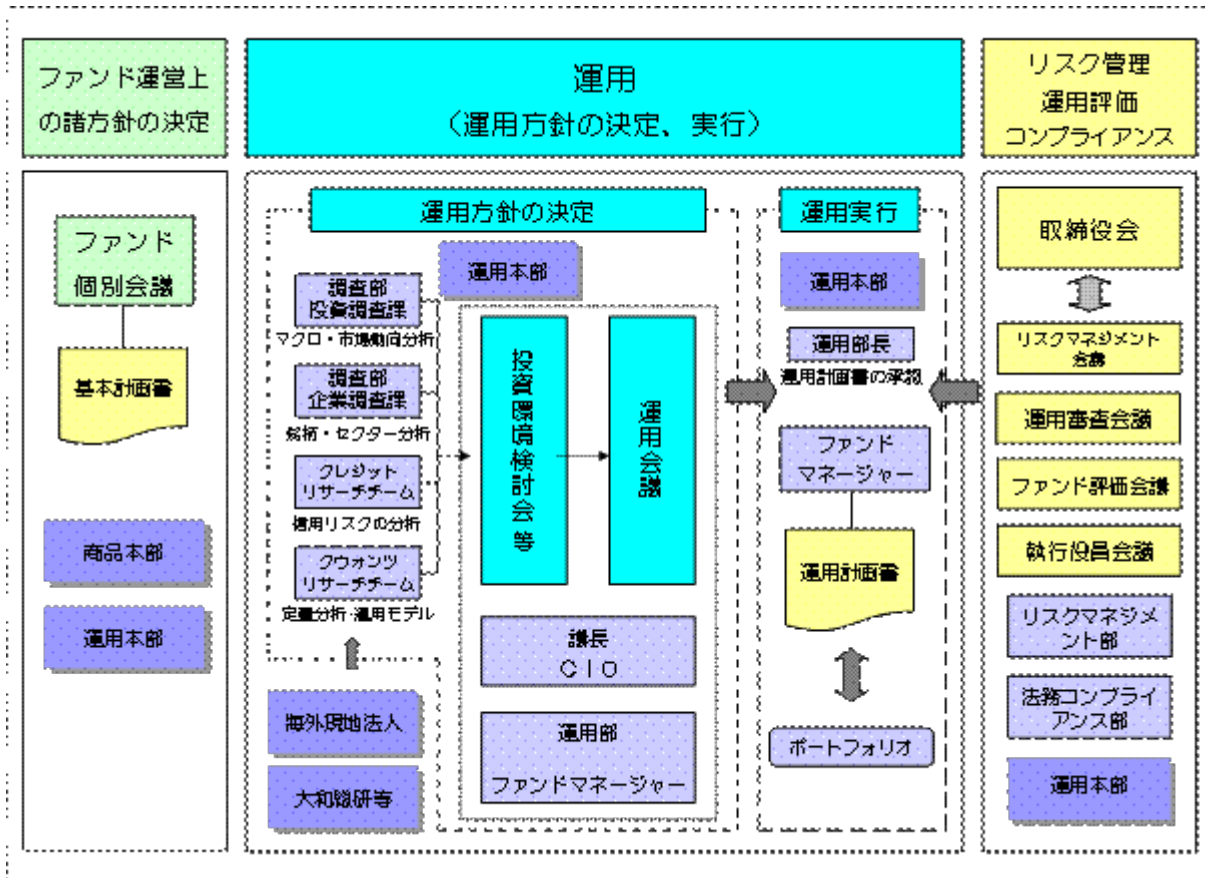 ファンド運営上
の諸方針の決定
運用
（運用方針の決定、実行）
リスク管理
運用評価
コンプライアンス
ファンド
個別会議
基本計画書
商品本部
運用本部
運用方針の決定
運用本部
調査部
投資調査課
マクロ・市場動向分析
調査部
企業調査課
銘柄・セクター分析
クレジット
リサーチチーム
信用リスクの分析
クウォンツ
リサーチチーム
定量分析・運用モデル
海外現地法人
大和総研等
投資環境検討会等
運用会議
議長
ＣＩＯ
運用部
ファンドマネージャー
運用実行
運用本部
運用部長
運用計画書の承認
ファンド
マネージャー
運用計画書
ポートフォリオ
取締役会
リスクマネジメント
会議
運用審査会議
ファンド評価会議
執行役員会議
リスクマネジメ
ント部
法務コンプライ
アンス部
運用本部